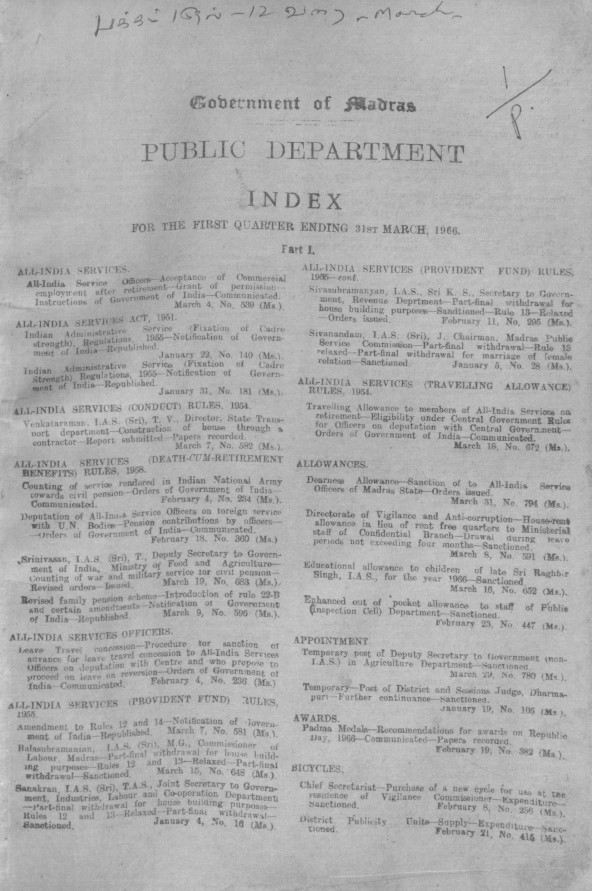 March
1/p.
Government of Madras
PUBLIC DEPARTMENT
INDEX
FOR THE FIRST QUARTER ENDING 31ST MARCH, 1966.
Part I.
ALL-INDIA SERVICES.
All-India Service Officers—Acceptance of Commercial
employment after retirement—Grant of permission—
Instructions of Government of India—Communicated.
March 4, No. 539 (Ms.).
ALL-INDIA SERVICES ACT, 1951.
Indian Administrative Service (Fixation of Cadre
strength), Regulations, 1955—Notification of Govern-
ment of India—Republished.
January 22, No. 140 (Ms.).
Indian Administrative Service (Fixation of Cadre
Strength) Regulations, 1955—Notification of Govern-
ment of India—Republished.
January 31, No. 181 (Ms.).
ALL-INDIA SERVICES (CONDUCT) RULES, 1954.
Venkataraman, I.A.S. (Sri), T. V., Director, State Trans-
port department—Construction of house through a
contractor—Report submitted—Papers recorded.
March 7, No. 582 (Ms.).
ALL-INDIA SERVICES (DEATH-CUM-RETIREMENT
BENEFITS) RULES, 1958.
Counting of service rendered in Indian National Army
towards civil pension—Orders of Government of India—
Communicated. February 4, No. 234 (Ms.).
Deputation of All-India Service Officers on foreign service
with U.N. Bodies—Pension contributions by officers—
—Orders of Government of India—Communicated.
February 18, No. 360 (Ms.)
Srinivasan, I.A.S. (Sri), T., Deputy Secretary to Govern-
ment of India, Ministry of Food and Agriculture—
Counting of war and military service for civil pension—
Revised orders—Issued. March 19, No. 683 (Ms.).
Revised family pension scheme—Introduction of rule 22-B
and certain amendments—Notification of Government
of India—Republished. March 9, No. 596 (Ms.).
ALL-INDIA SERVICES OFFICERS.
Leave Travel concession—Procedure for sanction of
advance for leave travel concession to All-India Services
Officers on deputation with Centre and who propose to
proceed on leave on reversion—Orders of Government of
India—Communicated. February 4, No. 236 (Ms.)
ALL-INDIA SERVICES (PROVIDENT FUND) RULES,
1955.
Amendment to Rules 12 and 14—Notification of Govern-
ment of India—Republished. March 7, No. 581 (Ms.).
Balasubramanian, I.A.S. (Sri), M.G., Commissioner of
Labour, Madras—Part-final withdrawal for house build-
ing purposes—Rules 12 and 13—Relaxed—Part-final
withdrawal—Sanctioned. March 15, No. 648 (Ms.).
Sanakran, I.A.S. (Sri), T.A.S., Joint Secretary to Govern-
ment, Industries, Labour and Co-operation Department
—Part-final withdrawal for house building purposes—
Rules 12 and 13—Relaxed—Part-final withdrawal—
Sanctioned. January 4, No. 16 (Ms.).
ALL-INDIA SERVICES (PROVIDENT FUND) RULES,
1955—cont.
Sivasubramanyan, I.A.S., Sri K. S., Secretary to Govern-
ment, Revenue Deprtment—Part-final withdrawal for
house building purposes—Sandtioned—Rule 13—Relaxed
—Orders issued. February 11, No. 295 (Ms.).
Sivanandam, I.A.S. (Sri), J. Chairman, Madras Public
Service Commission—Part-final withdrawal—Rule 12
relaxed—Part-final withdrawal for marriage of female
relation—Sanctioned. January 5, No. 28 (Ms.).
ALL-INDIA SERVICES (TRAVELLING ALLOWANCE)
RULES, 1954.
Travelling Allowance to members of All-India Services on
retirement—Eligibility under Central Government Rules
for Officers on deputation with Central Government—
Orders of Government of India—Communicated.
March 18, No. 672 (Ms.).
ALLOWANCES.
Dearness Allowance—Sanction of to All-India Service
Officers of Madras State—Orders issued.
March 31, No. 794 (Ms.).
Directorate of Vigilance and Anti-corruption—House-rent
allowance in lieu of rent free quarters to Ministerial
staff of Confidential Branch—Drawal during leave
periods not exceeding four months—Sanctioned.
March 8, No. 591 (Ms.).
Educational allowance to children of late Sri Raghbir
Singh, I.A.S., for the year 1966—Sanctioned
March 16, No. 652 (Ms.).
Enhanced out of pocket allowance to staff of Public
(Inspection Cell) Department—Sanctioned.
February 25, No. 447 (Ms.).
APPOINTMENT.
Temporary post of Deputy Secretary to Government (non-
I.A.S.) in Agriculture Department—Sanctioned.
March 29, No. 780 (Ms.).
Temporary—Post of District and Sessions Judge, Dharma-
puri—Further continuance—Sanctioned.
January 19, No. 105 (Ms.).
AWARDS.
Padma Medals—Recommendations for awards on Republic
Day, 1966—Communicated—Papers recorded.
February 19, No. 382 (Ms.).
BICYCLES.
Chief Secretariat—Purchase of a new cycle for use at the
residence of Vigilance Commissioner—Expenditure—
Sanctioned. February 8, No. 256 (Ms.).
District Publicity Units—Supply—Expenditure—Sanc-
tioned. February 21, No. 415 (Ms.).